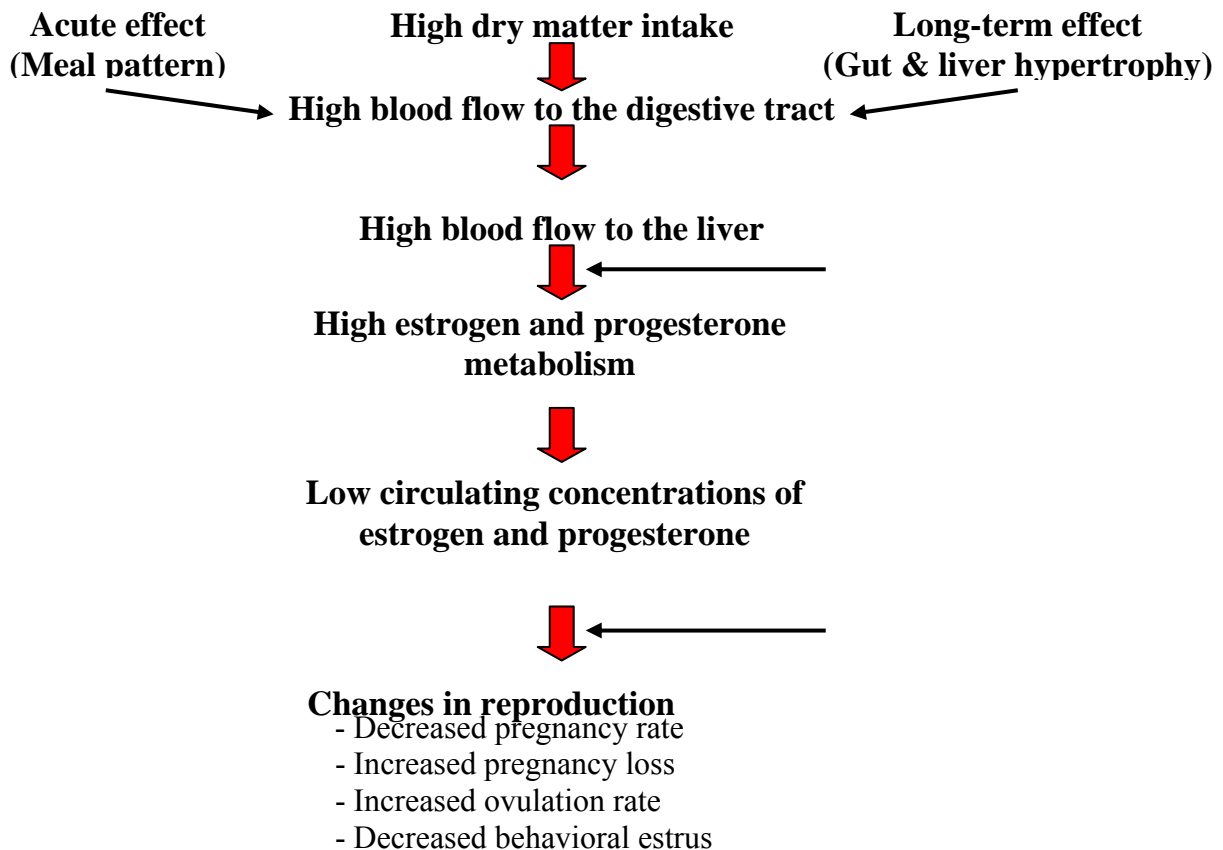 Acute effect
(Meal pattern)
High dry matter intake
Long-term effect
(Gut & liver hypertrophy)
High blood flow to the digestive tract
High blood flow to the liver
High estrogen and progesterone
metabolism
Low circulating concentrations of
estrogen and progesterone
Changes in reproduction
- Decreased pregnancy rate
- Increased pregnancy loss
- Increased ovulation rate
- Decreased behavioral estrus